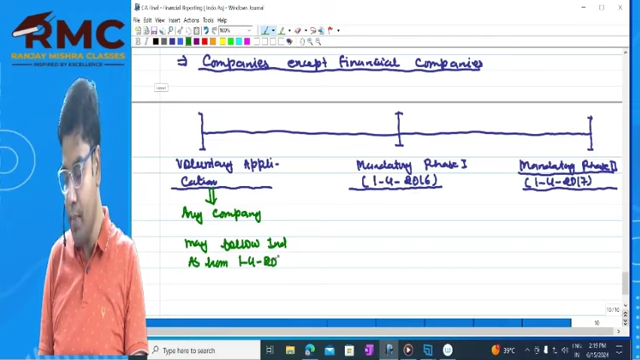 RMC
RANJAY MISHRA CLASSES
INSPIRED BY EXCELLENCE
CA Final - Financial Reporting (Indo As) - Windows Journal
File Edit View Insert Actions Tools Help
⇒ Companies except Financial Companies
Voluntary Appli-
cation
Mandatory Phase I
(1-4-2016)
Mandatory Phase II
(1-4-2017)
Any Company
may follow Ind
As from 1-4-20
10/10
10
Type here to search
39°C
ENG
IN
2:15 PM
6/15/2024